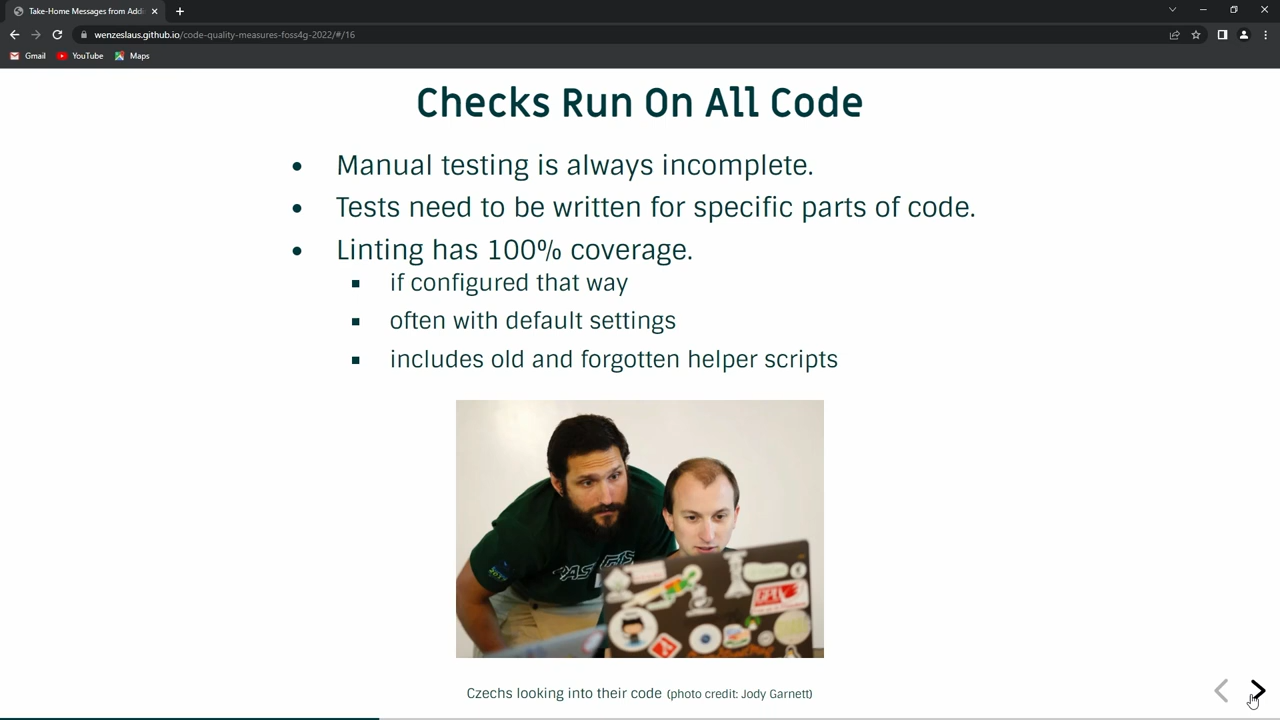 Take-Home Messages from Addi
wenzeslaus.github.io/code-quality-measures-foss4g-2022/#/16
Gmail YouTube Maps
Checks Run On All Code
Manual testing is always incomplete.
Tests need to be written for specific parts of code.
Linting has 100% coverage.
if configured that way
often with default settings
includes old and forgotten helper scripts
Czechs looking into their code (photo credit: Jody Garnett)